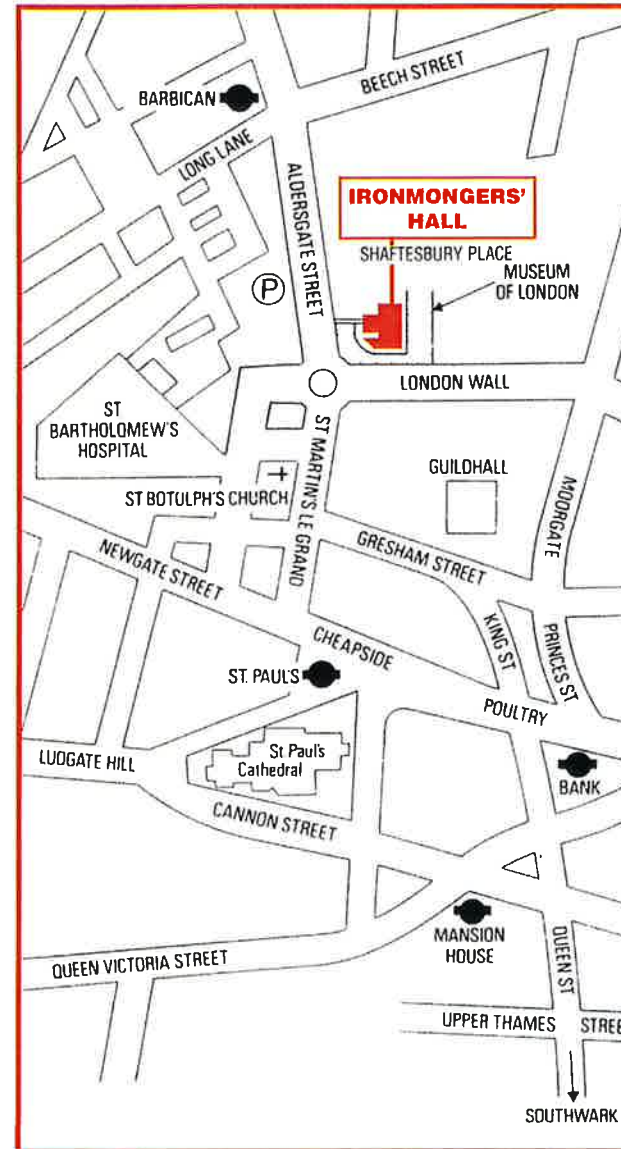 BARBICAN
BEECH STREET
LONG LANE
ALDERSGATE STREET
IRONMONGERS'
HALL
SHAFTESBURY PLACE
MUSEUM
OF LONDON
P
LONDON WALL
ST
BARTHOLOMEW'S
HOSPITAL
ST MARTIN'S LE GRAND
GUILDHALL
MOORGATE
ST BOTULPH'S CHURCH
NEWGATE STREET
GRESHAM STREET
KING ST
PRINCES ST
CHEAPSIDE
ST. PAUL'S
POULTRY
LUDGATE HILL
St Paul's
Cathedral
BANK
CANNON STREET
MANSION
HOUSE
QUEEN ST
QUEEN VICTORIA STREET
UPPER THAMES STREE
SOUTHWARK